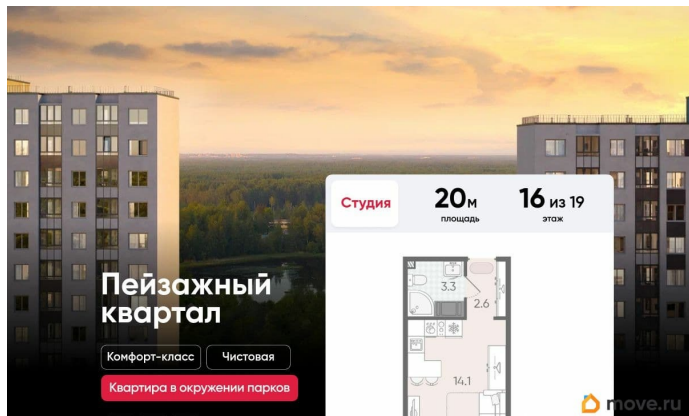 Студия
20м
площадь
16 из 19
этаж
Пейзажный
квартал
Комфорт-класс
Чистовая
Квартира в окружении парков
3.3
2.6
14.1
move.ru